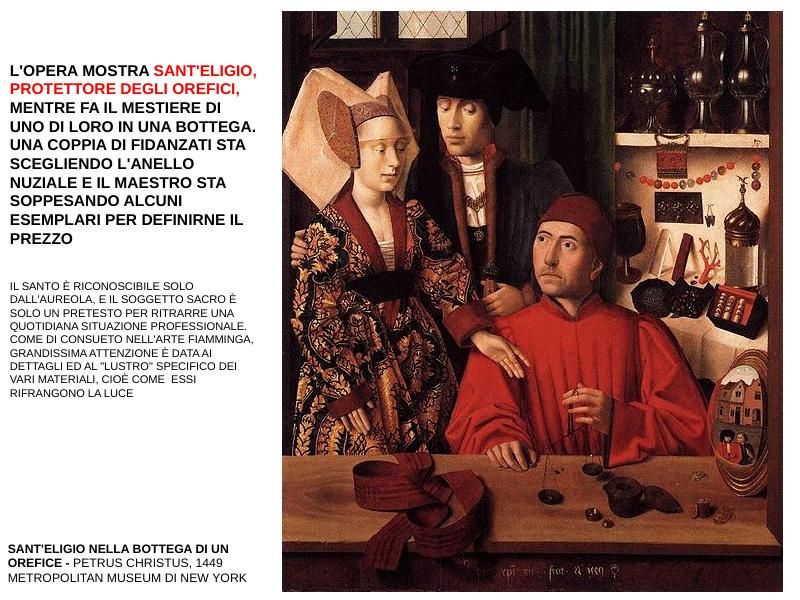 L'OPERA MOSTRA SANT'ELIGIO,
PROTETTORE DEGLI OREFICI,
MENTRE FA IL MESTIERE DI
UNO DI LORO IN UNA BOTTEGA.
UNA COPPIA DI FIDANZATI STA
SCEGLIENDO L'ANELLO
NUZIALE E IL MAESTRO STA
SOPPESANDO ALCUNI
ESEMPLARI PER DEFINIRNE IL
PREZZO
IL SANTO È RICONOSCIBILE SOLO
DALL'AUREOLA, E IL SOGGETTO SACRO È
SOLO UN PRETESTO PER RITRARRE UNA
QUOTIDIANA SITUAZIONE PROFESSIONALE.
COME DI CONSUETO NELL'ARTE FIAMMINGA,
GRANDISSIMA ATTENZIONE È DATA AI
DETTAGLI ED AL "LUSTRO" SPECIFICO DEI
VARI MATERIALI, CIOÈ COME ESSI
RIFRANGONO LA LUCE
SANT'ELIGIO NELLA BOTTEGA DI UN
OREFICE - PETRUS CHRISTUS, 1449
METROPOLITAN MUSEUM DI NEW YORK